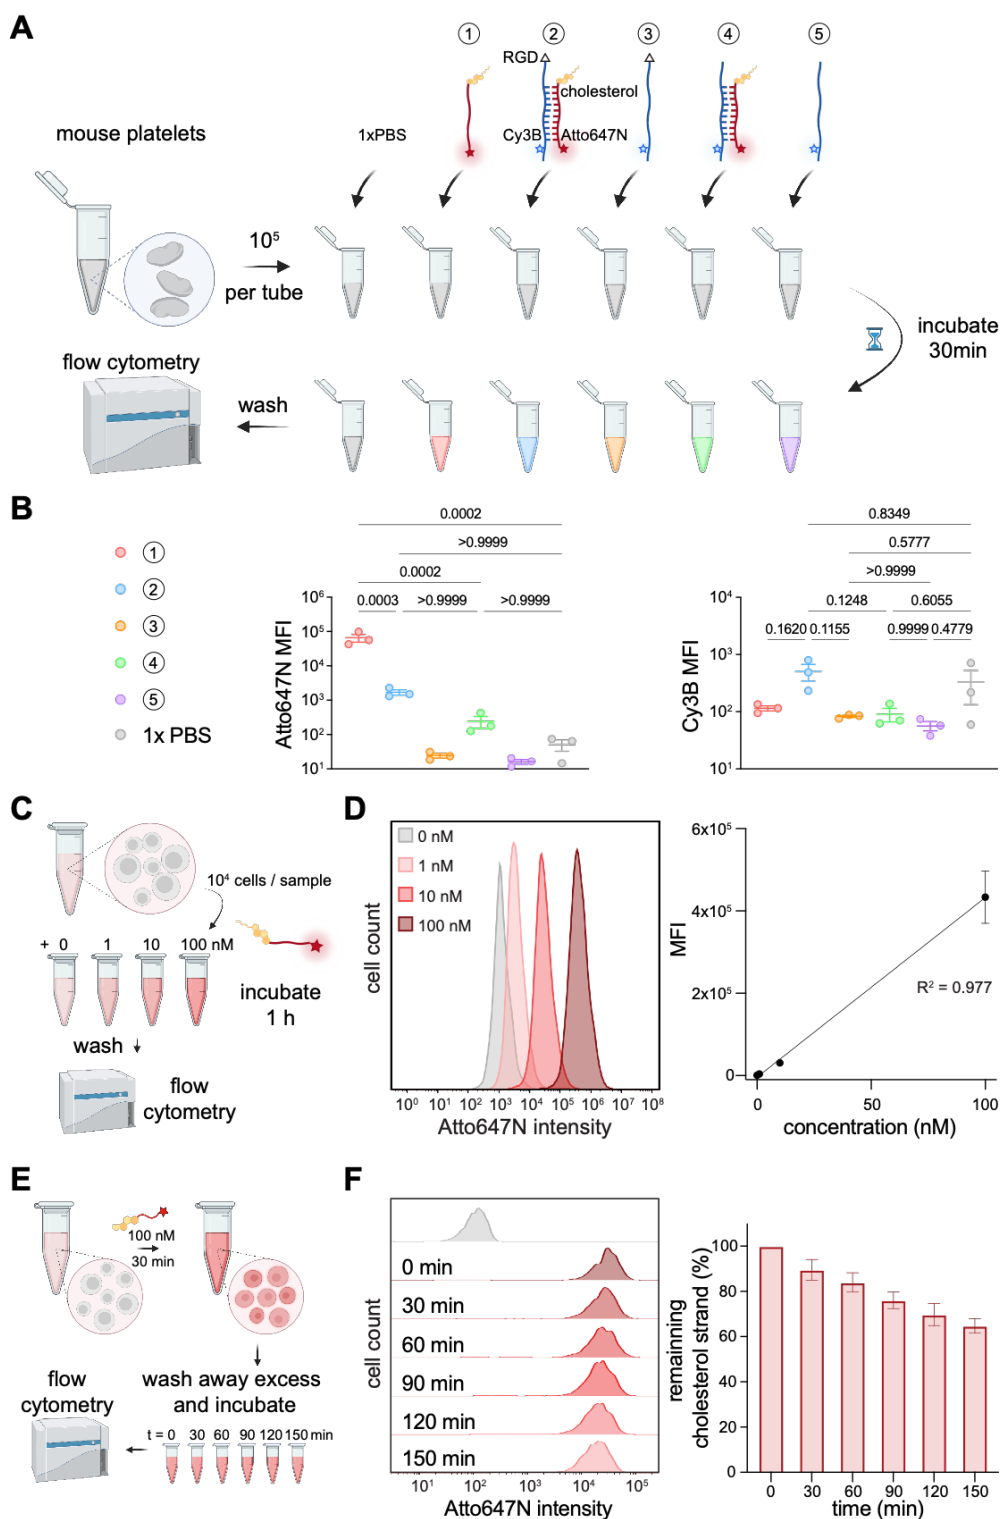 A
① ② ③ ④ ⑤
RGD
cholesterol
mouse platelets
1xPBS
Cy3B
Atto647N
10⁵
per tube
incubate
30min
flow cytometry
wash
B
①
②
③
④
⑤
1x PBS
0.0002
>0.9999
0.0002
0.0003 >0.9999 >0.9999
Atto647N MFI
10⁶
10⁵
10⁴
10³
10²
10¹
0.8349
0.5777
>0.9999
0.1248 0.6055
0.1620 0.1155 0.9999 0.4779
Cy3B MFI
10⁴
10³
10²
10¹
C
10⁴ cells / sample
+ 0 1 10 100 nM
incubate
1 h
wash
flow
cytometry
D
0 nM
1 nM
10 nM
100 nM
cell count
10⁰ 10¹ 10² 10³ 10⁴ 10⁵ 10⁶ 10⁷ 10⁸
Atto647N intensity
MFI
6x10⁵
4x10⁵
2x10⁵
0
R² = 0.977
0 50 100
concentration (nM)
E
100 nM
30 min
wash away excess
and incubate
flow
cytometry
t = 0 30 60 90 120 150 min
F
cell count
0 min
30 min
60 min
90 min
120 min
150 min
10¹ 10² 10³ 10⁴ 10⁵
Atto647N intensity
remainning
cholesterol strand (%)
100
80
60
40
20
0
0 30 60 90 120 150
time (min)